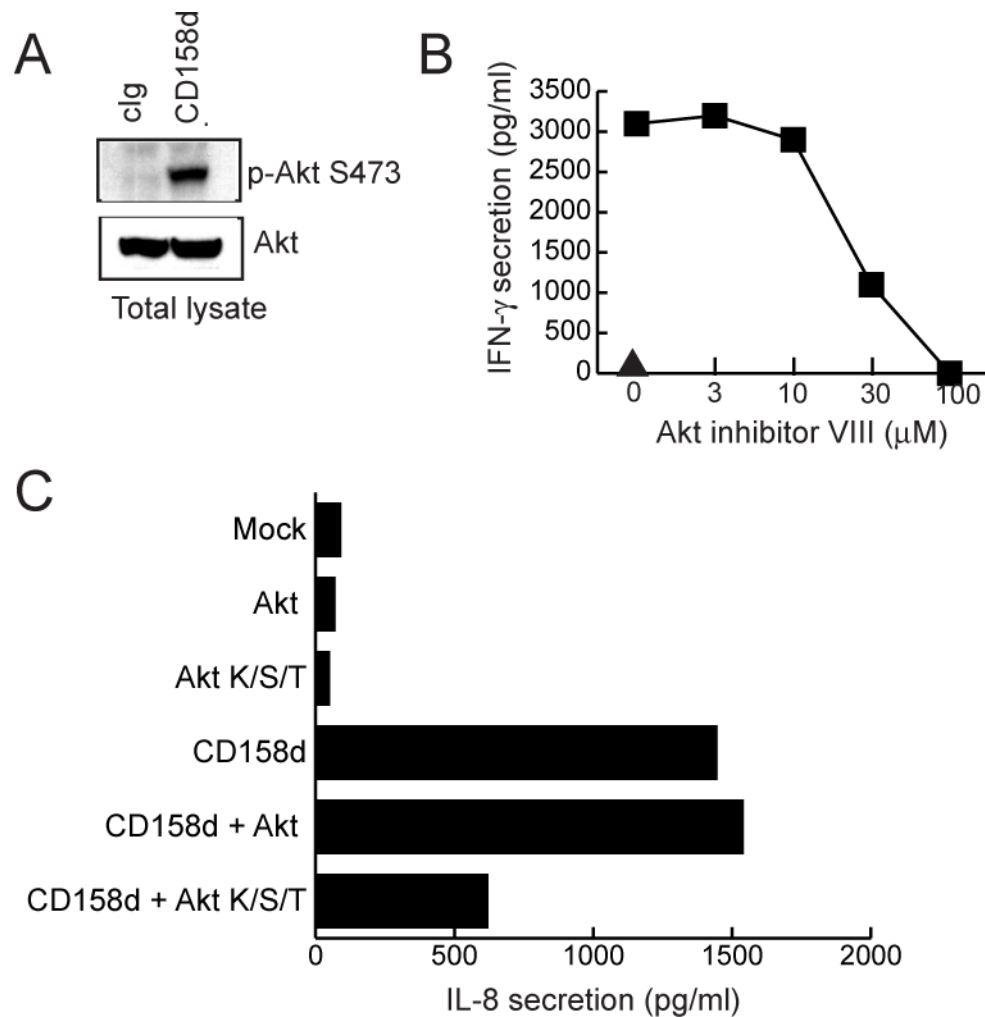 A
cIg
CD158d
p-Akt S473
Akt
Total lysate
B
IFN-γ secretion (pg/ml)
3500
3000
2500
2000
1500
1000
500
0
0 3 10 30 100
Akt inhibitor VIII (μM)
C
Mock
Akt
Akt K/S/T
CD158d
CD158d + Akt
CD158d + Akt K/S/T
0 500 1000 1500 2000
IL-8 secretion (pg/ml)